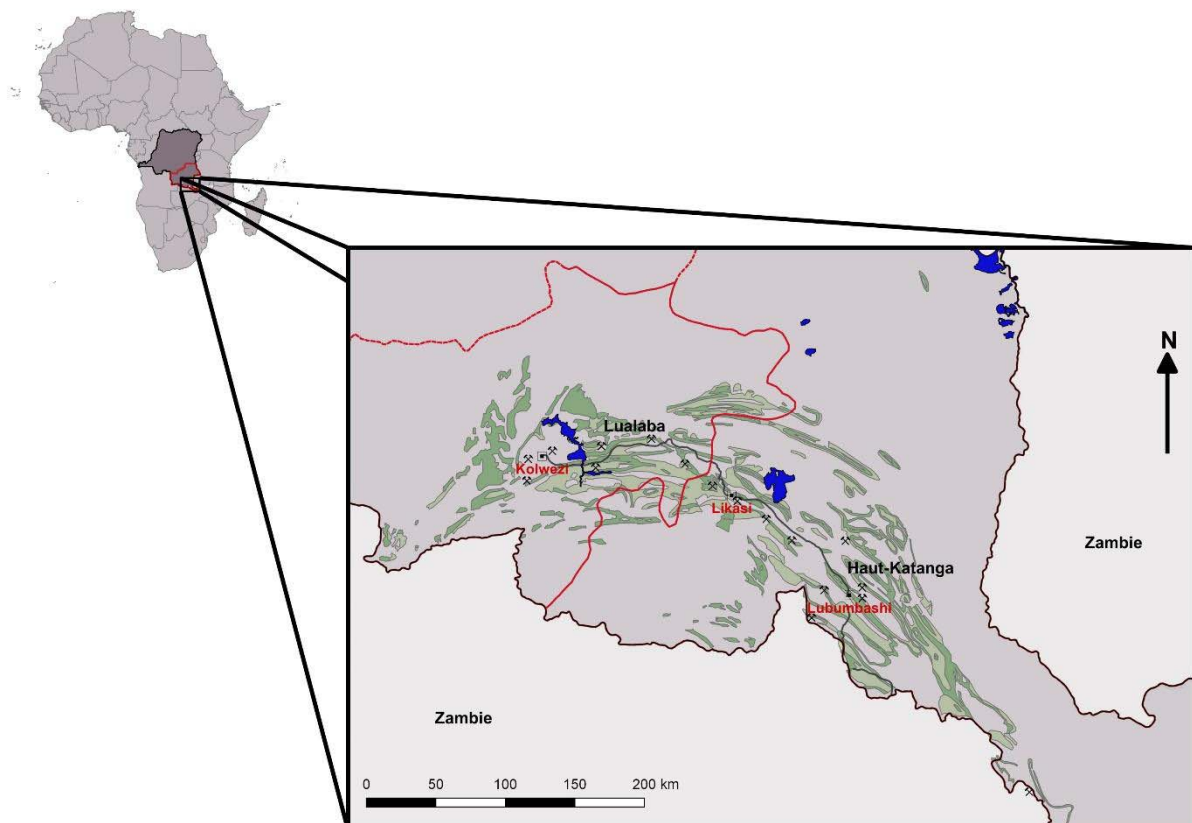 N
Lualaba
Kolwezi
Likasi
Zambie
Haut-Katanga
Lubumbashi
Zambie
0 50 100 150 200 km